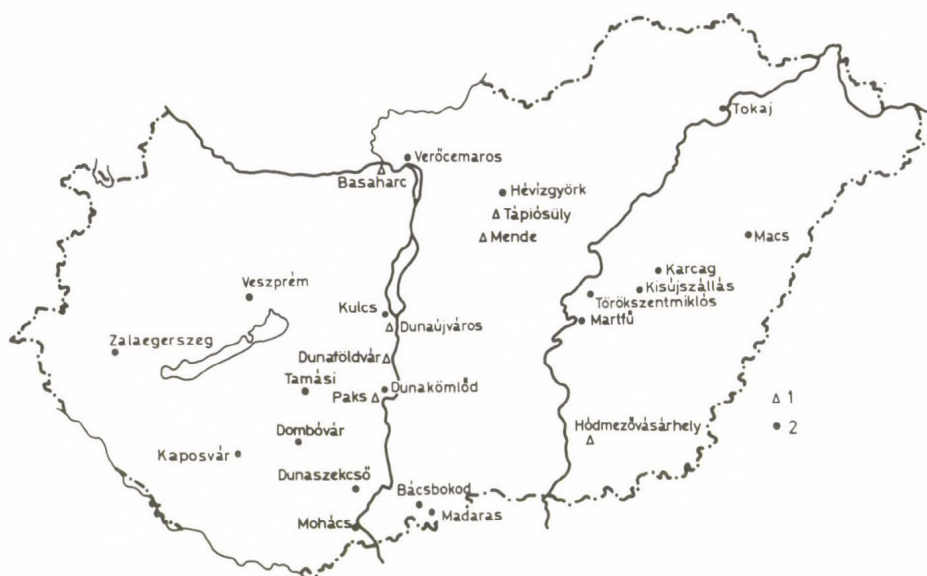 Tokaj
Verőcemaros
Basaharc
Hévízgyörk
Tápiósüly
Mende
Macs
Karcag
Kisújszállás
Törökszentmiklós
Martfű
Veszprém
Kulcs
Dunaújváros
Zalaegerszeg
Dunaföldvár
Tamási
Dunakömlőd
Paks
1
2
Hódmezővásárhely
Dombóvár
Kaposvár
Dunaszekcső
Bácsbokod
Madaras
Mohács